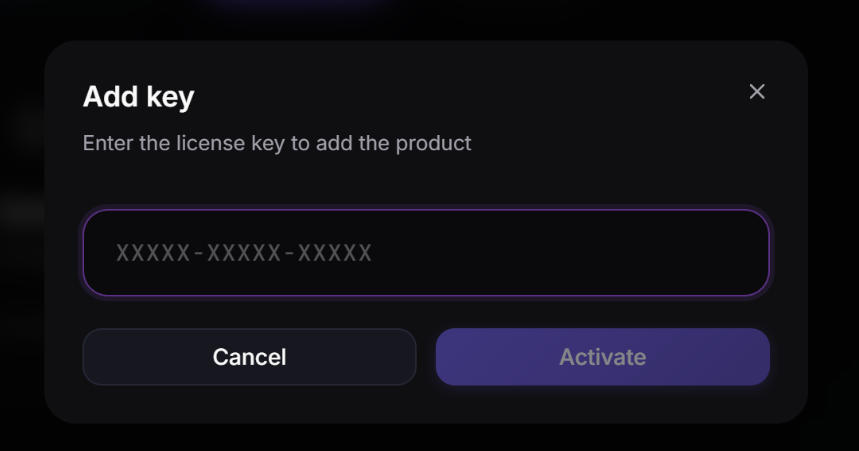 Add key
Enter the license key to add the product
XXXXX-XXXXX-XXXXX
Cancel
Activate